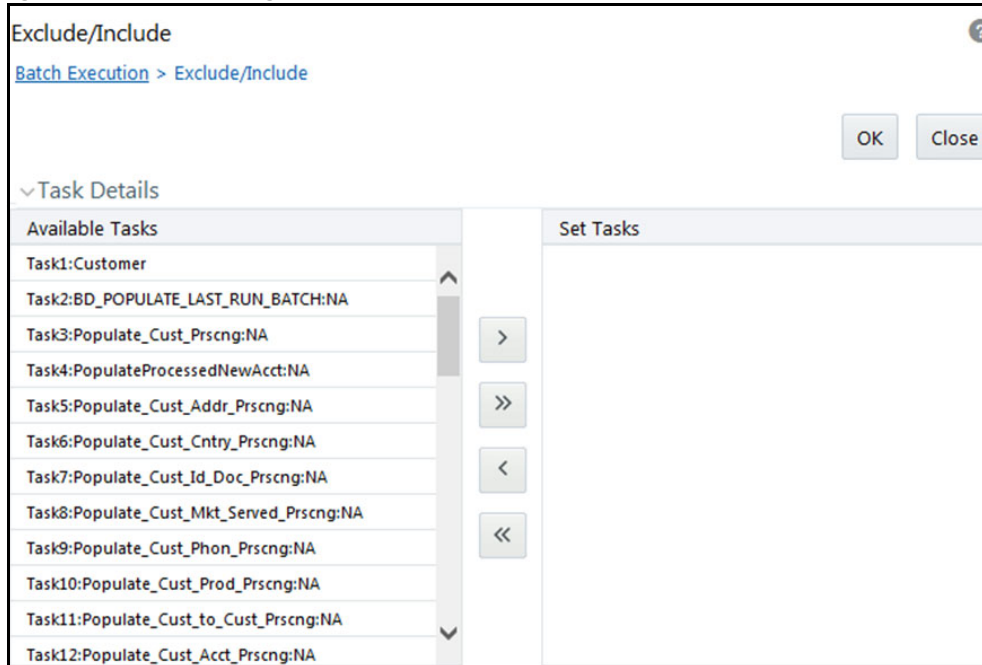 Exclude/Include
?
Batch Execution > Exclude/Include
OK Close
Task Details
Available Tasks
Set Tasks
Task1:Customer
Task2:BD_POPULATE_LAST_RUN_BATCH:NA
Task3:Populate_Cust_Prscng:NA
Task4:PopulateProcessedNewAcct:NA
Task5:Populate_Cust_Addr_Prscng:NA
Task6:Populate_Cust_Cntry_Prscng:NA
Task7:Populate_Cust_Id_Doc_Prscng:NA
Task8:Populate_Cust_Mkt_Served_Prscng:NA
Task9:Populate_Cust_Phon_Prscng:NA
Task10:Populate_Cust_Prod_Prscng:NA
Task11:Populate_Cust_to_Cust_Prscng:NA
Task12:Populate_Cust_Acct_Prscng:NA
>
>>
<
<<